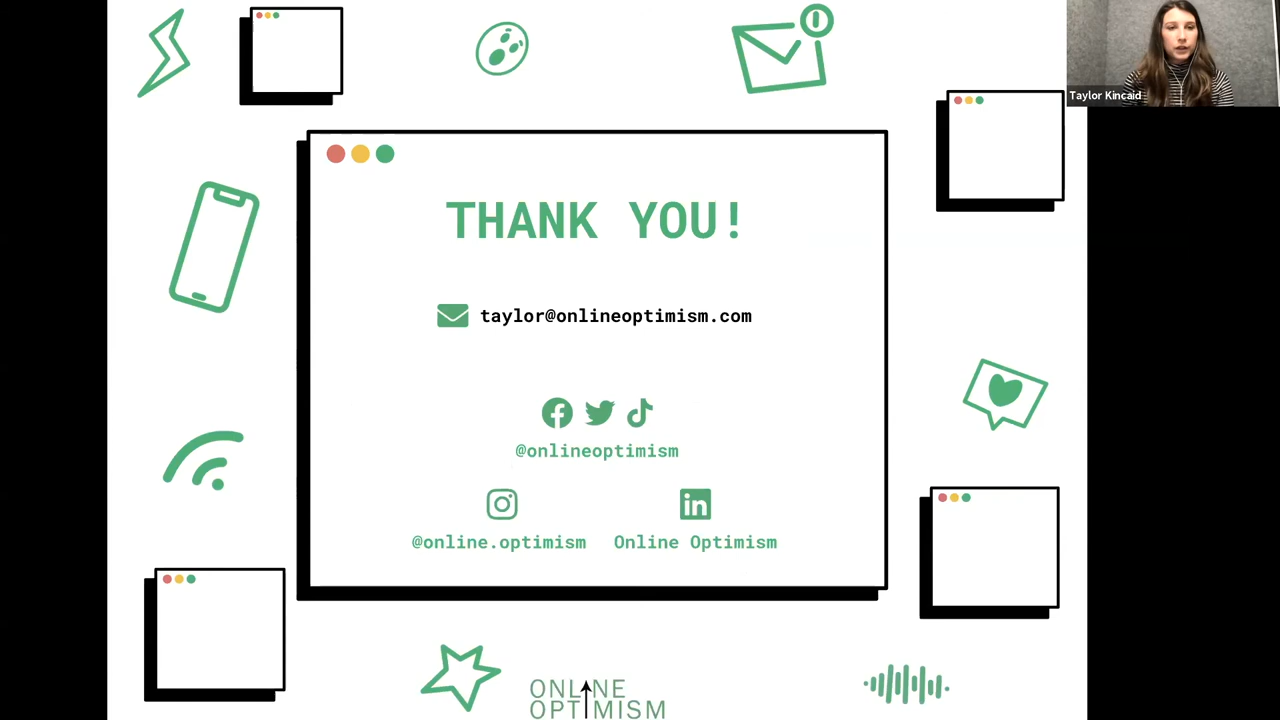 Taylor Kincaid
THANK YOU!
taylor@onlineoptimism.com
@onlineoptimism
@online.optimism
Online Optimism
ONLINE
OPTIMISM